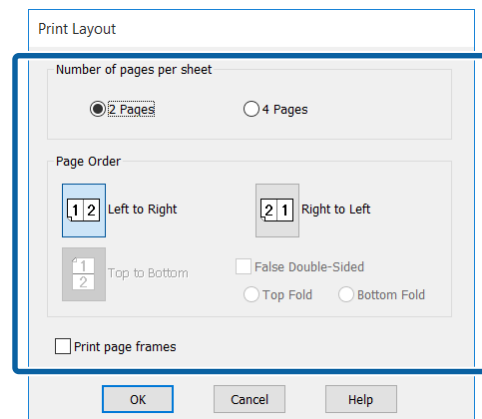 Print Layout
Number of pages per sheet
2 Pages 4 Pages
Page Order
1 2 Left to Right 2 1 Right to Left
1
2 Top to Bottom False Double-Sided
Top Fold Bottom Fold
Print page frames
OK Cancel Help